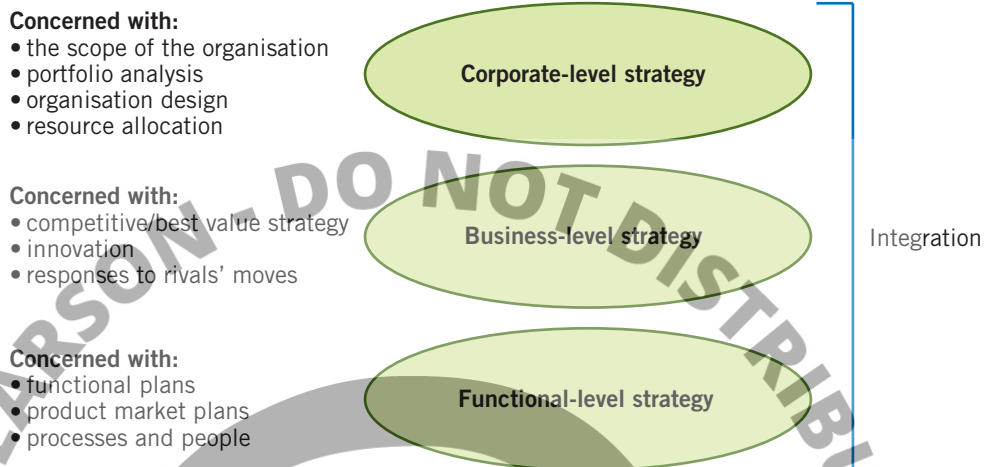 Concerned with:
• the scope of the organisation
• portfolio analysis
• organisation design
• resource allocation
Corporate-level strategy
Concerned with:
• competitive/best value strategy
• innovation
• responses to rivals’ moves
Business-level strategy
Integration
Concerned with:
• functional plans
• product market plans
• processes and people
Functional-level strategy
EARSON - DO NOT DISTRIBU